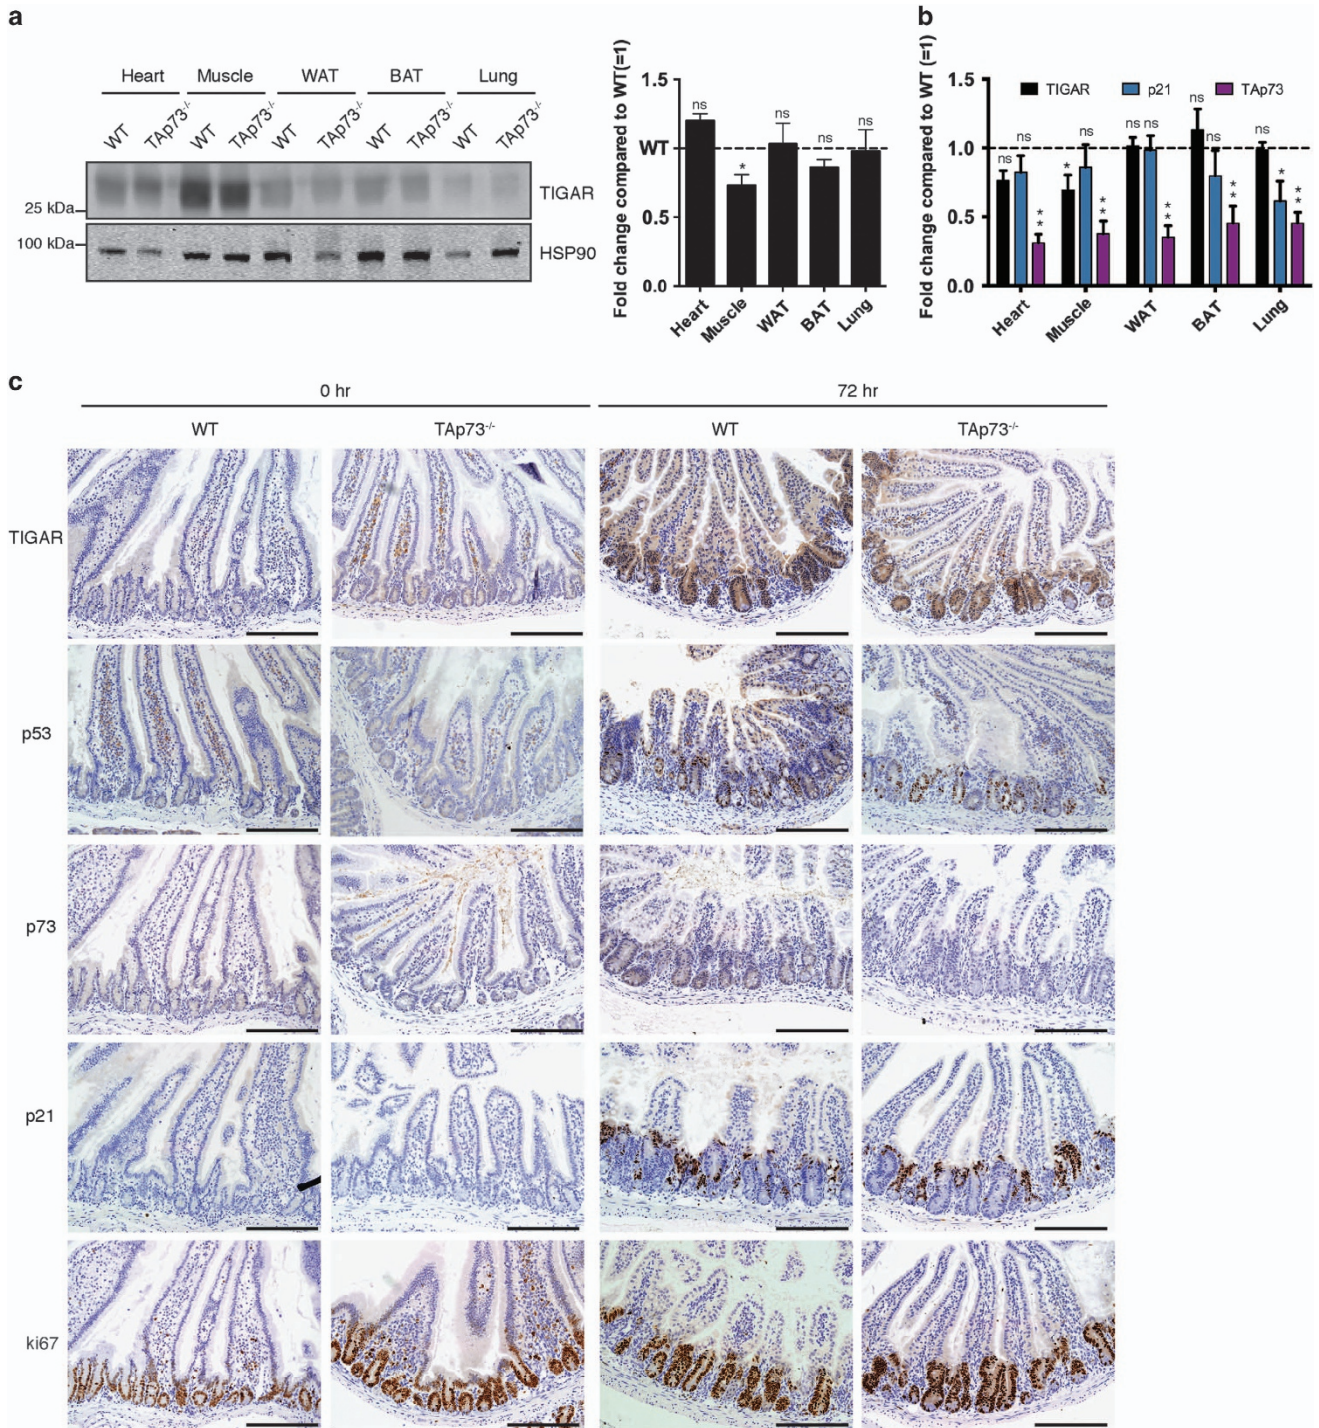 a
Heart Muscle WAT BAT Lung
WT TAp73-/- WT TAp73-/- WT TAp73-/- WT TAp73-/- WT TAp73-/-
TIGAR
25 kDa
100 kDa
HSP90
Fold change compared to WT (=1)
1.5
WT
0.5
0.0
ns * ns ns ns
Heart Muscle WAT BAT Lung
b
Fold change compared to WT (=1)
1.5
1.0
0.5
0.0
TIGAR p21 TAp73
ns ns ** * ns ** ns ns ** ns ns ** ns * **
Heart Muscle WAT BAT Lung
c
0 hr 72 hr
WT TAp73-/- WT TAp73-/-
TIGAR
p53
p73
p21
ki67